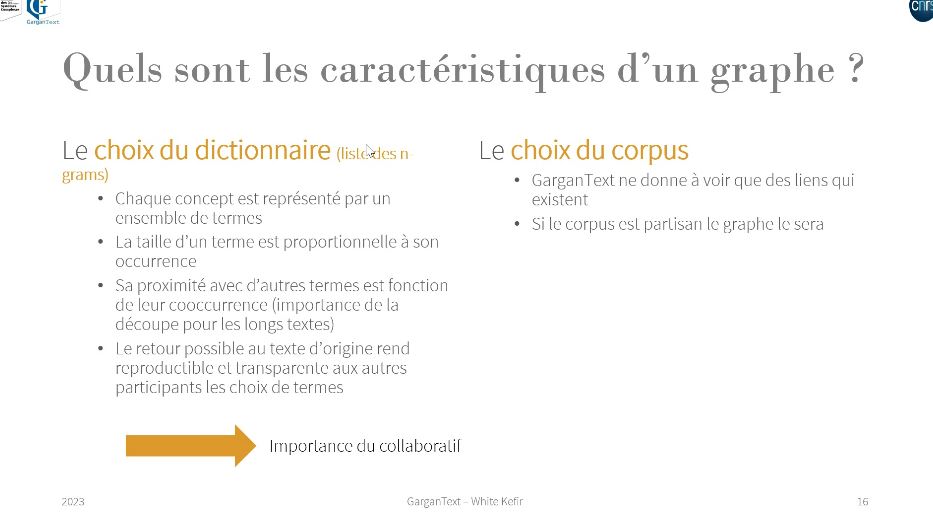 GarganText
cnrs
Quels sont les caractéristiques d’un graphe ?
Le choix du dictionnaire (liste des n-
grams)
• Chaque concept est représenté par un
ensemble de termes
• La taille d’un terme est proportionnelle à son
occurrence
• Sa proximité avec d’autres termes est fonction
de leur cooccurrence (importance de la
découpe pour les longs textes)
• Le retour possible au texte d’origine rend
reproductible et transparente aux autres
participants les choix de termes
Le choix du corpus
• GarganText ne donne à voir que des liens qui
existent
• Si le corpus est partisan le graphe le sera
Importance du collaboratif
2023
GarganText – White Kefir
16